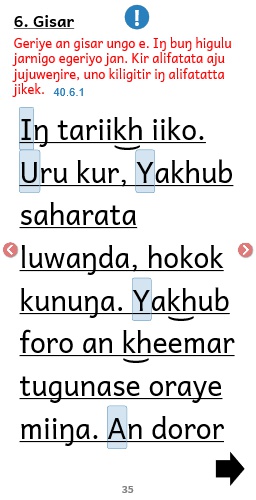 6. Gisar
!
Geriye an gisar ungo e. Iŋ buŋ higulu
jarnigo egeriyo jan. Kir alifatata aju
jujuweŋire, uno kiligitir iŋ alifatatta
jikek. 40.6.1
Iŋ tariikh iiko.
Uru kur, Yakhub
saharata
luwaŋda, hokok
kunuŋa. Yakhub
foro an kheemar
tugunase oraye
miiŋa. An doror
35